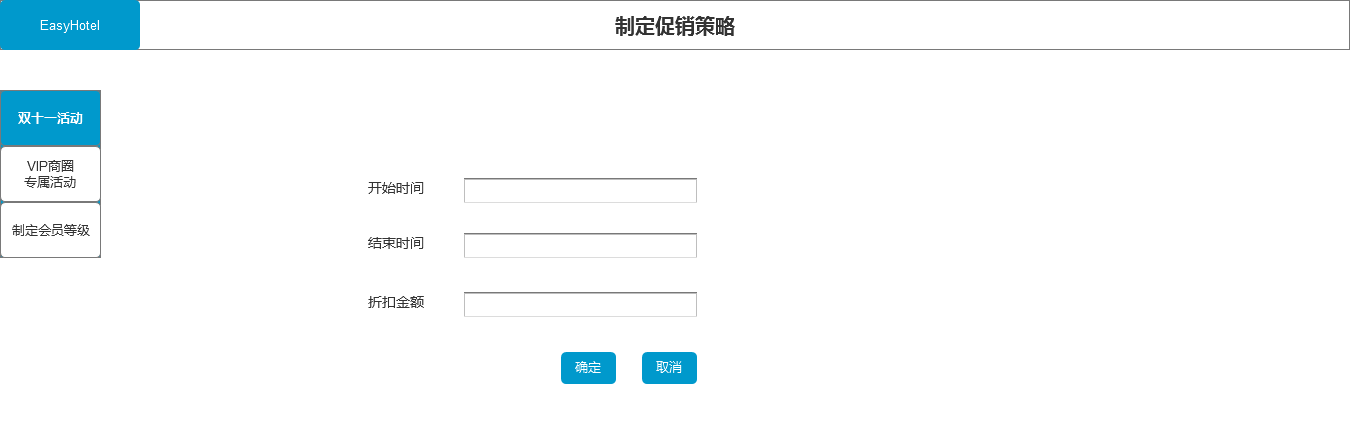 EasyHotel
制定促销策略
双十一活动
VIP商圈
专属活动
制定会员等级
开始时间
结束时间
折扣金额
确定
取消